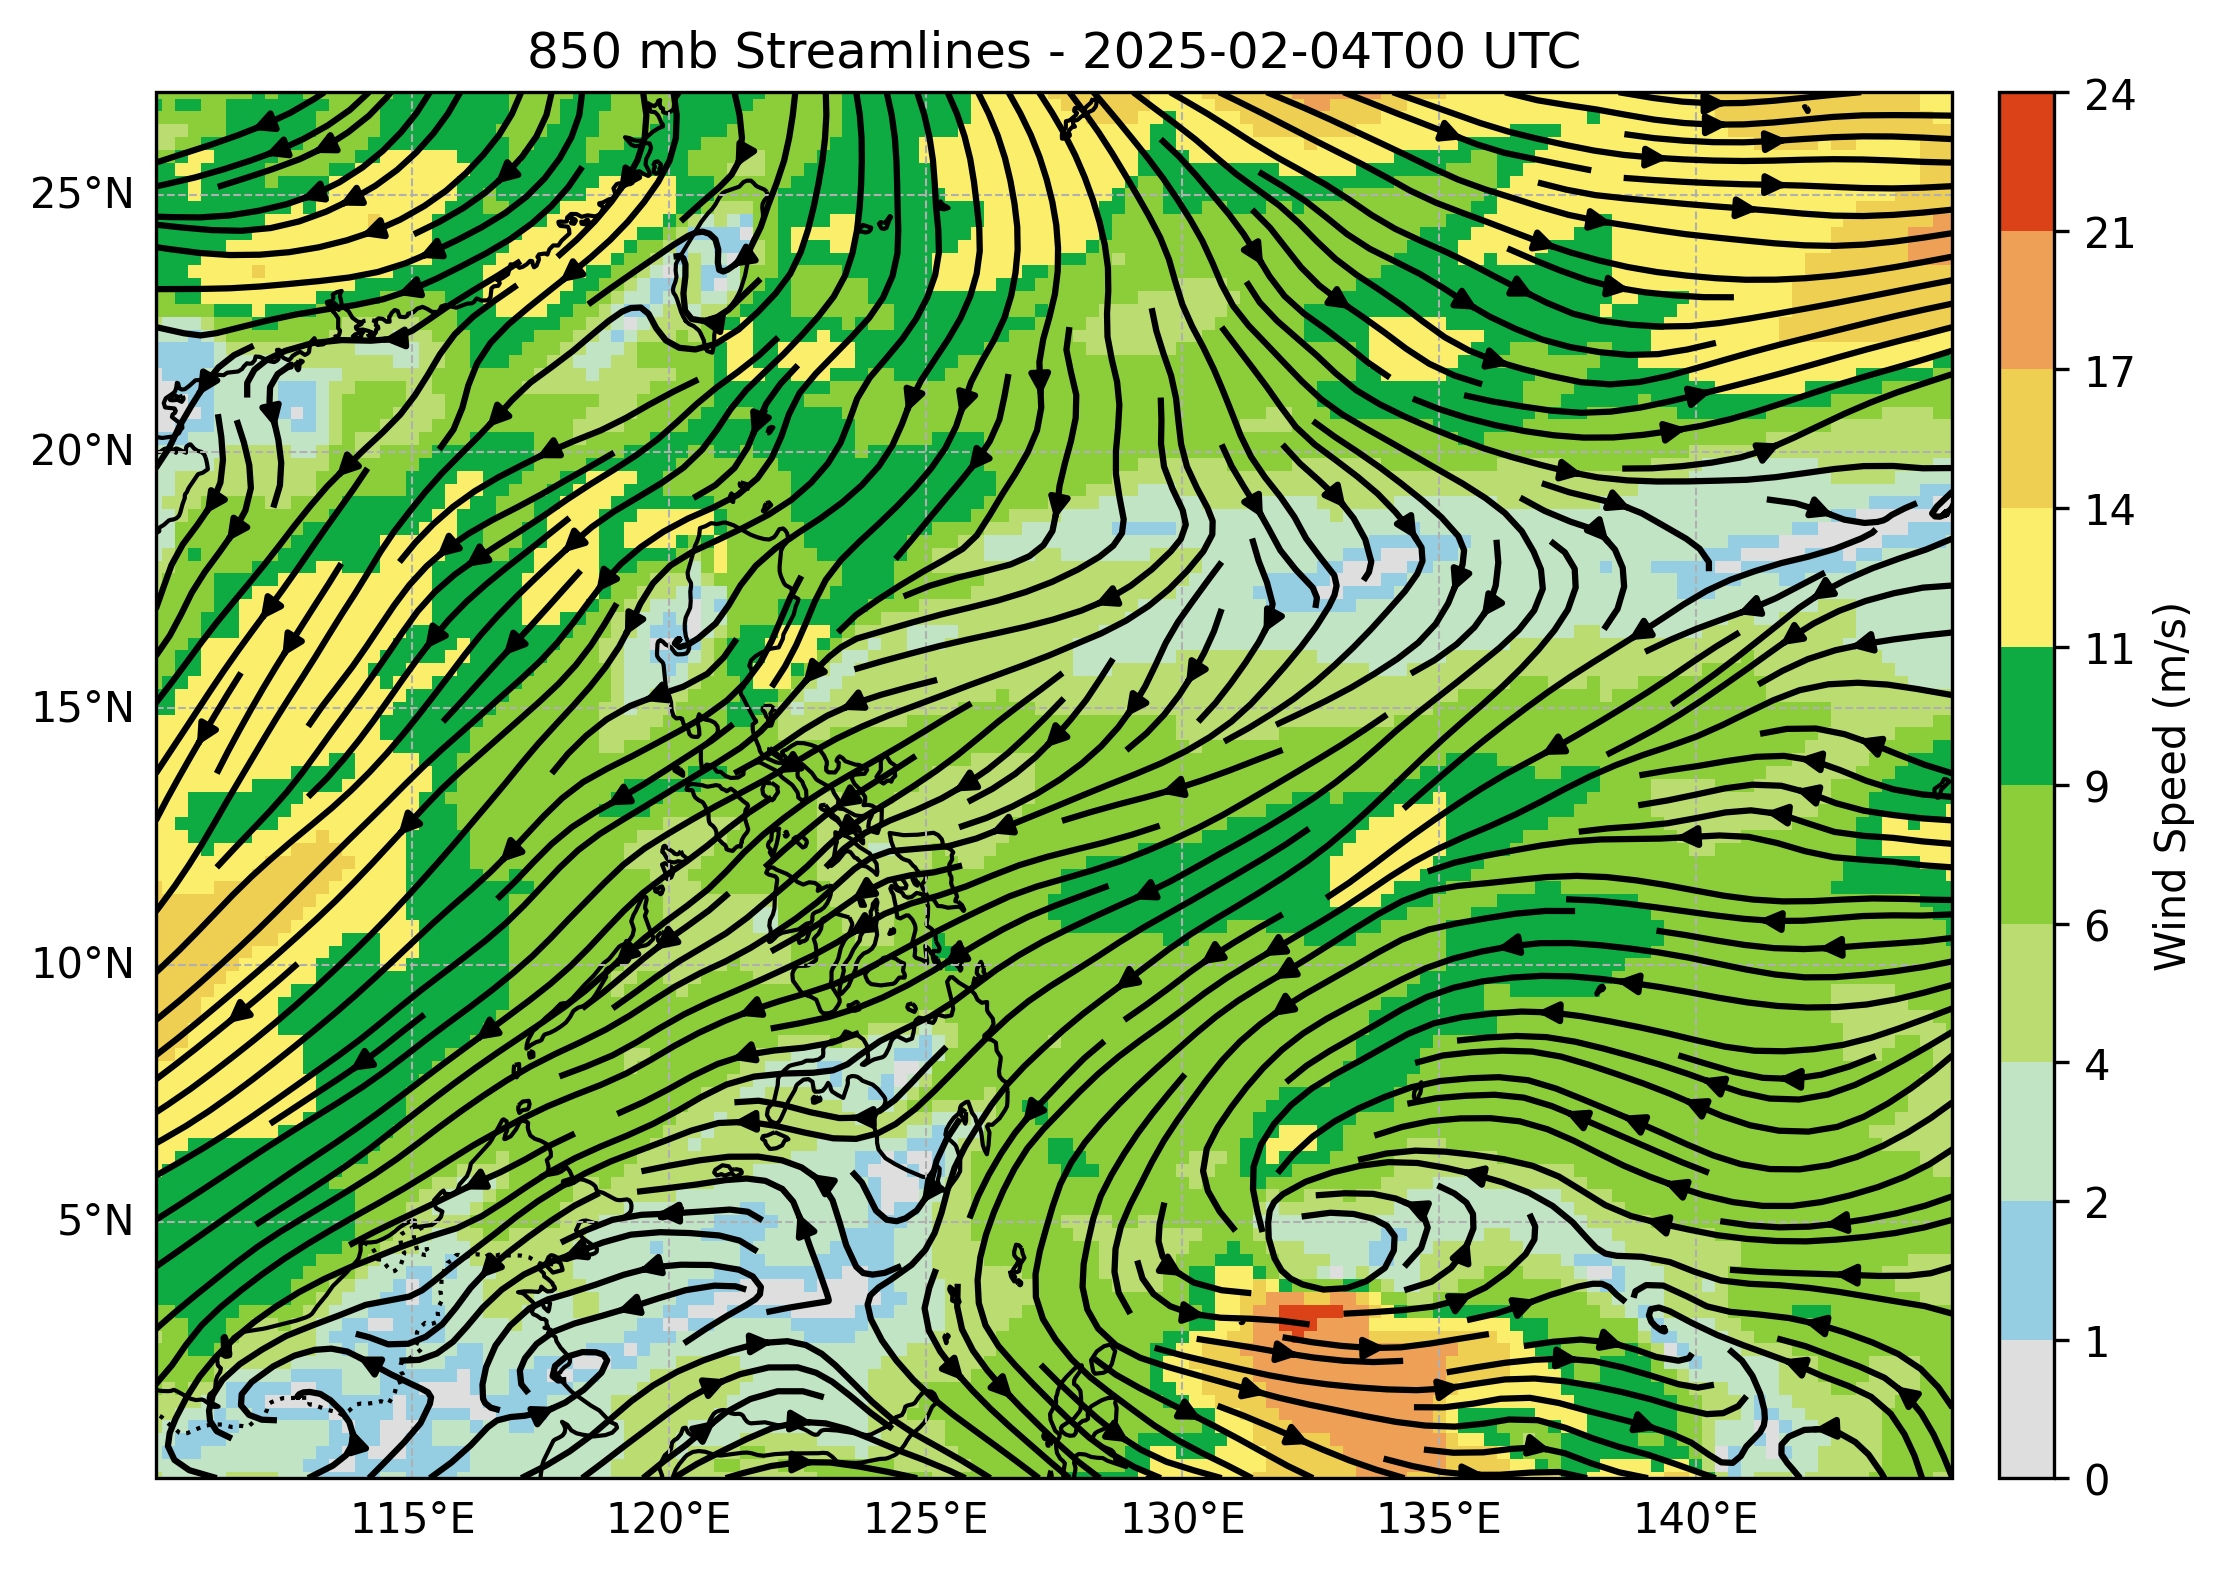 850 mb Streamlines - 2025-02-04T00 UTC
25°N
20°N
15°N
10°N
5°N
115°E
120°E
125°E
130°E
135°E
140°E
24
21
17
14
11
9
6
4
2
1
0
Wind Speed (m/s)